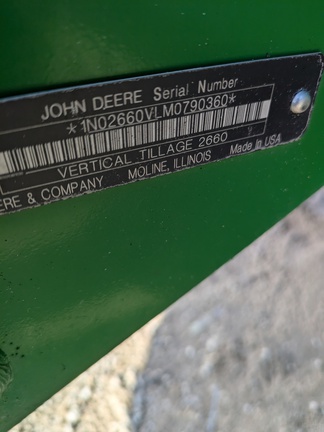 JOHN DEERE Serial Number
*1N02660VLM0790360*
VERTICAL TILLAGE 2660
ERE & COMPANY MOLINE, ILLINOIS Made In USA